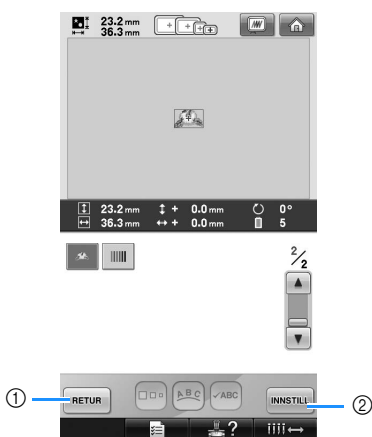 23.2 mm
36.3 mm
23.2 mm + 0.0 mm 0°
36.3 mm + 0.0 mm 5
2/2
ABC ABC
① RETUR INNSTILL ②
?